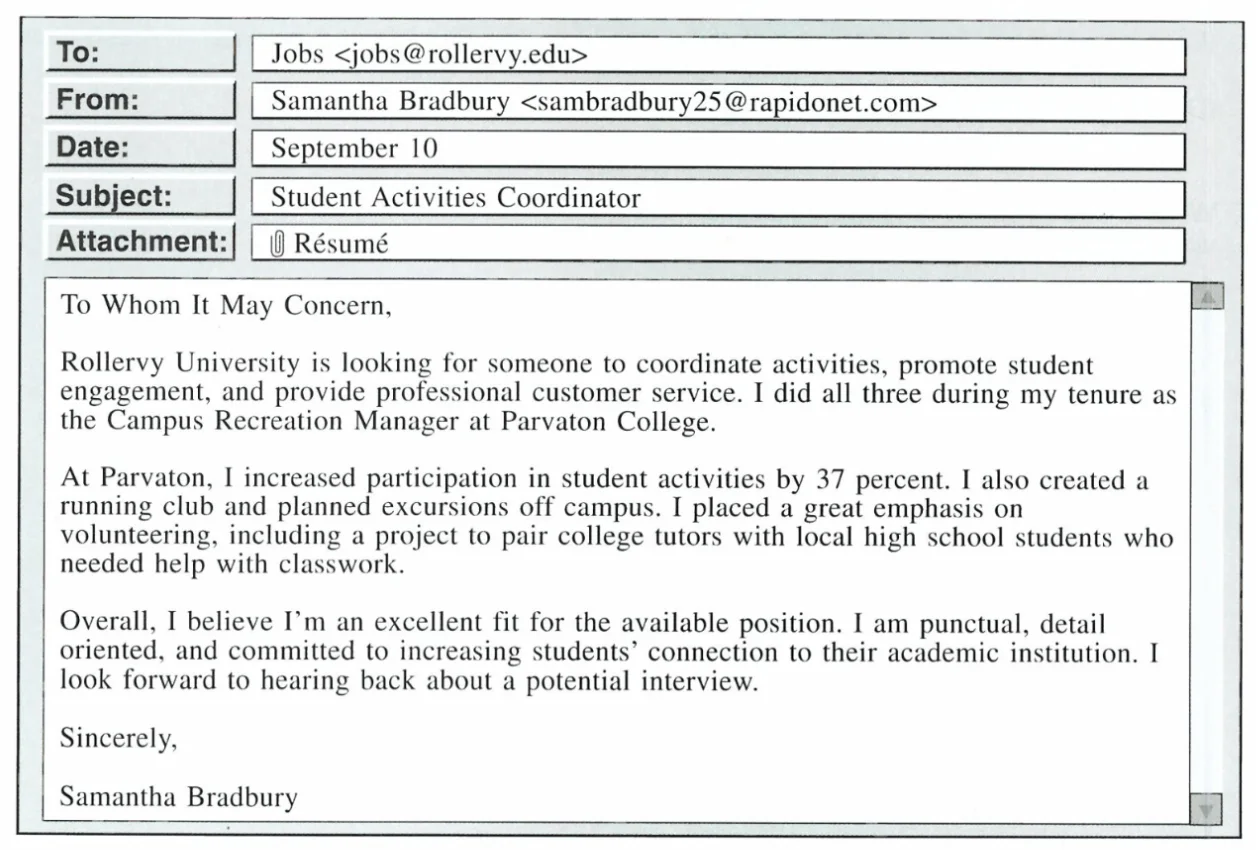 To: Jobs <jobs@rollervy.edu>
From: Samantha Bradbury <sambradbury25@rapidonet.com>
Date: September 10
Subject: Student Activities Coordinator
Attachment: Résumé
To Whom It May Concern,
Rollervy University is looking for someone to coordinate activities, promote student
engagement, and provide professional customer service. I did all three during my tenure as
the Campus Recreation Manager at Parvaton College.
At Parvaton, I increased participation in student activities by 37 percent. I also created a
running club and planned excursions off campus. I placed a great emphasis on
volunteering, including a project to pair college tutors with local high school students who
needed help with classwork.
Overall, I believe I'm an excellent fit for the available position. I am punctual, detail
oriented, and committed to increasing students' connection to their academic institution. I
look forward to hearing back about a potential interview.
Sincerely,
Samantha Bradbury